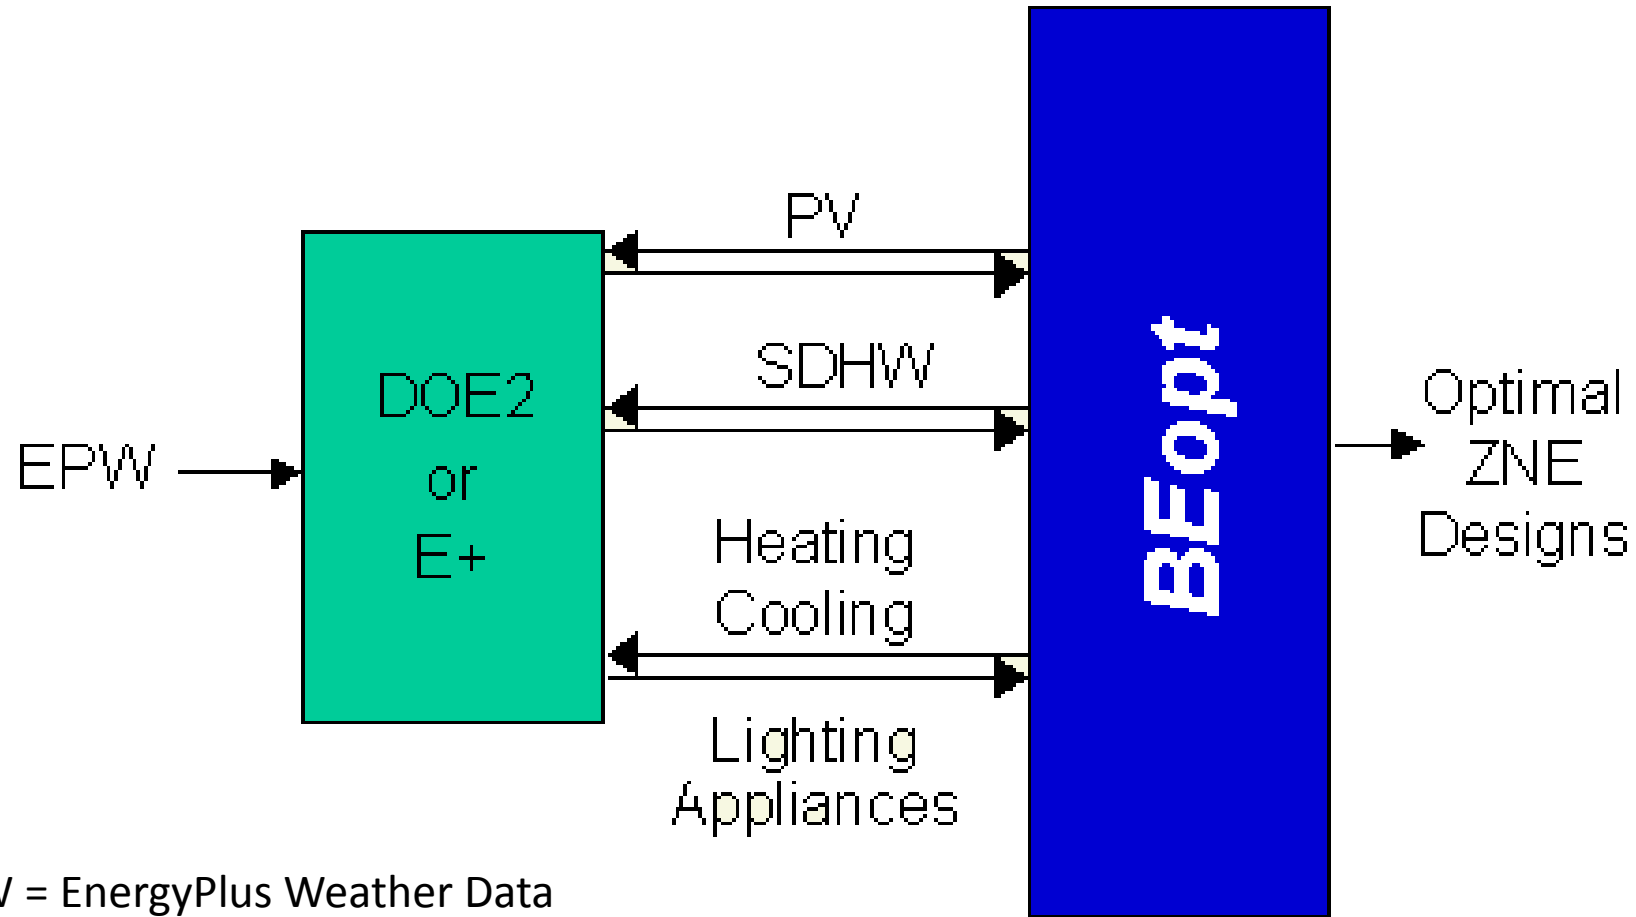 PV
SDHW
DOE2
or
E+
EPW
Heating
Cooling
Lighting
Appliances
BEopt
Optimal
ZNE
Designs
= EnergyPlus Weather Data